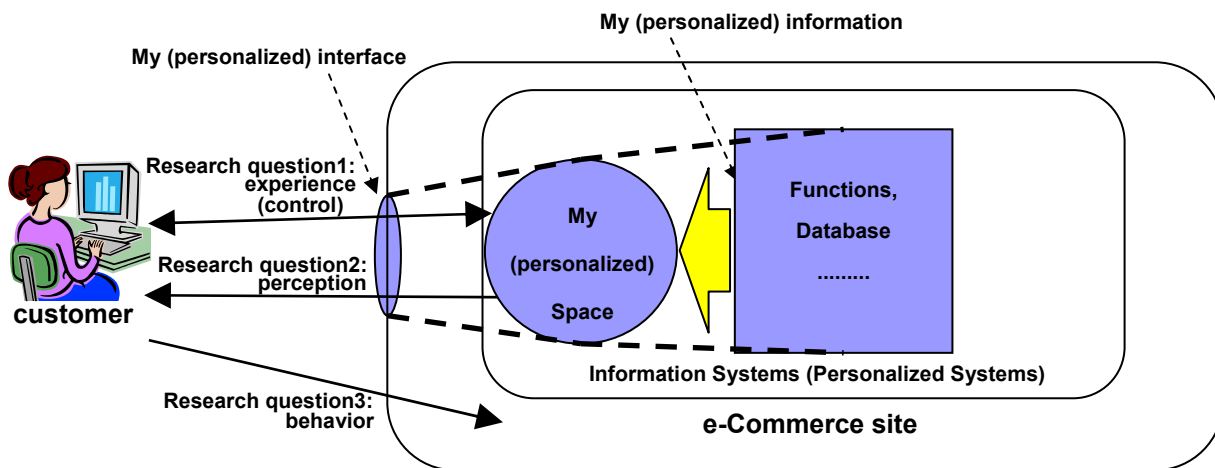 My (personalized) information
My (personalized) interface
Research question1:
experience
(control)
Research question2:
perception
customer
Research question3:
behavior
My
(personalized)
Space
Functions,
Database
.........
Information Systems (Personalized Systems)
e-Commerce site